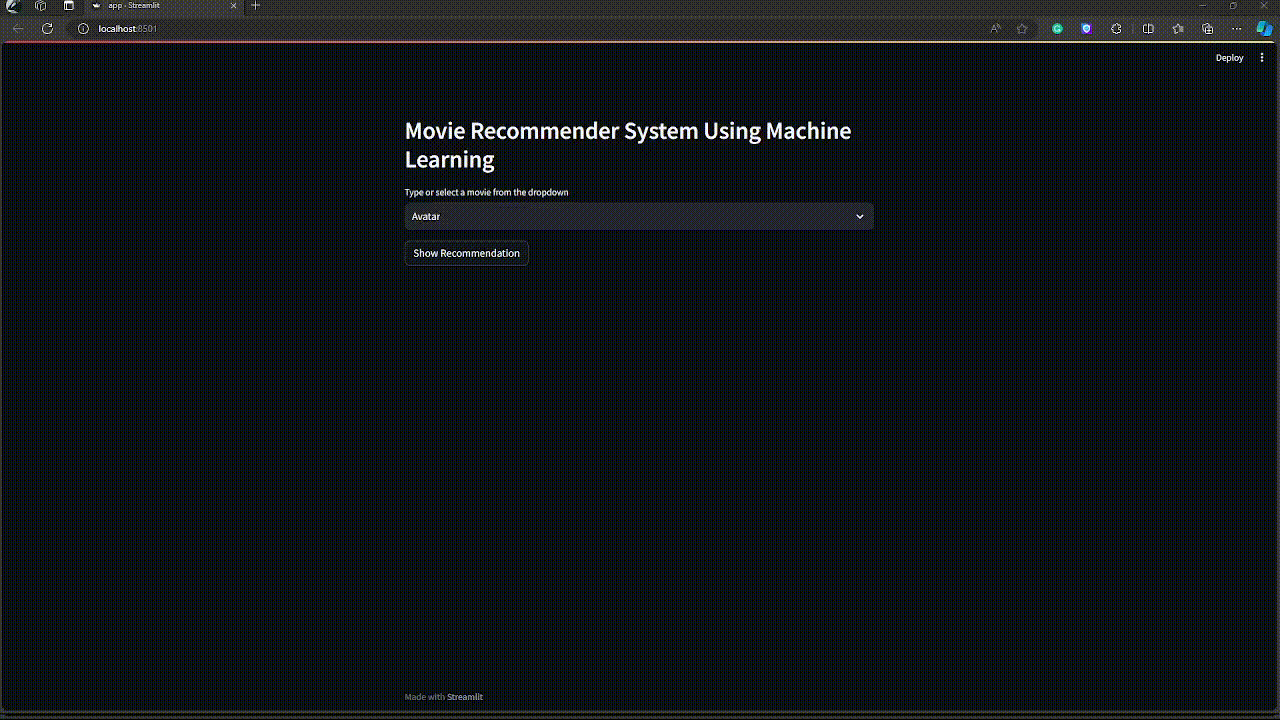 app - Streamlit
localhost:8501
Deploy
Movie Recommender System Using Machine
Learning
Type or select a movie from the dropdown
Avatar
Show Recommendation
Made with Streamlit